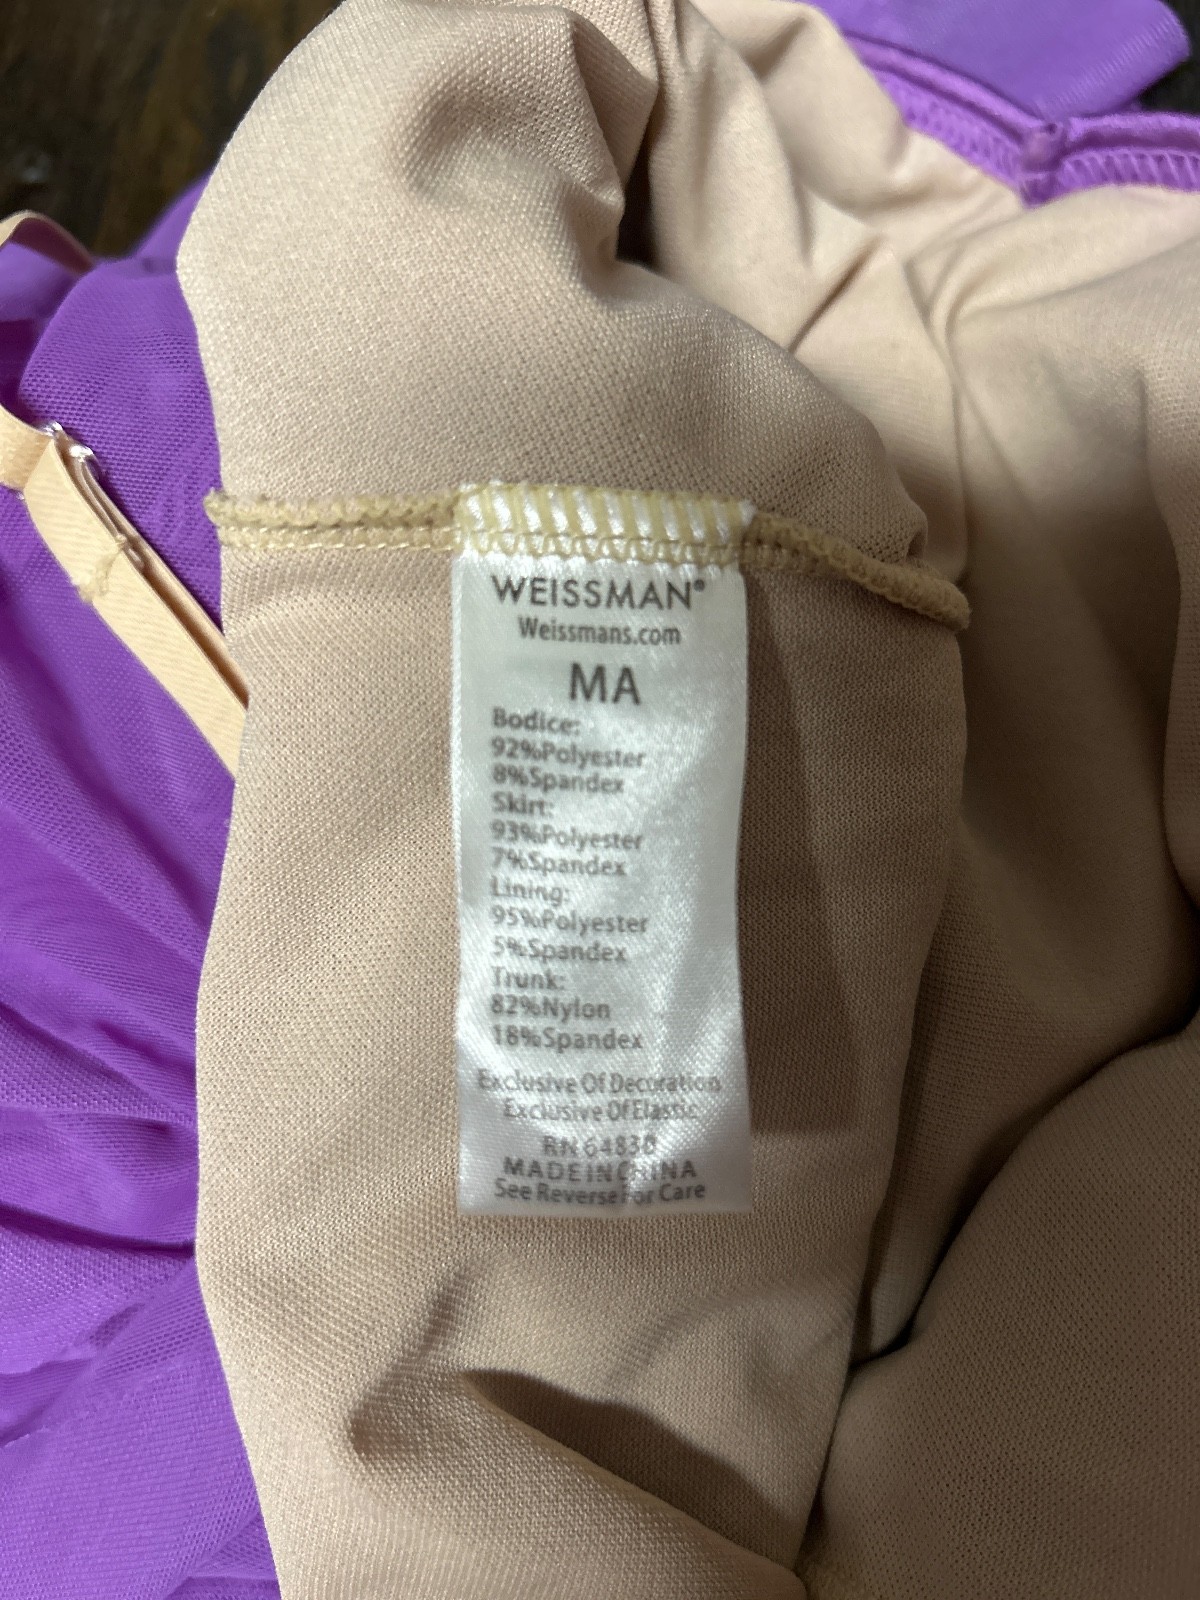 WEISSMAN®
Weissmans.com
MA
Bodice:
92%Polyester
8%Spandex
Skirt:
93%Polyester
7%Spandex
Lining:
95%Polyester
5%Spandex
Trunk:
82%Nylon
18%Spandex
Exclusive Of Decoration
Exclusive Of Elastic
RN 64830
MADE IN CHINA
See Reverse For Care